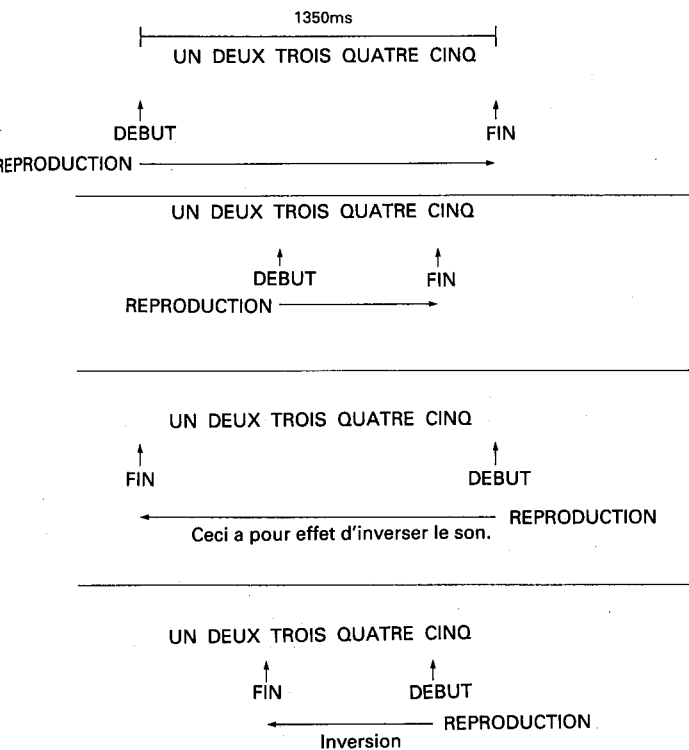 1350ms
UN DEUX TROIS QUATRE CINQ
DEBUT FIN
REPRODUCTION
UN DEUX TROIS QUATRE CINQ
DEBUT FIN
REPRODUCTION
UN DEUX TROIS QUATRE CINQ
FIN DEBUT
REPRODUCTION
Ceci a pour effet d'inverser le son.
UN DEUX TROIS QUATRE CINQ
FIN DEBUT
REPRODUCTION
Inversion